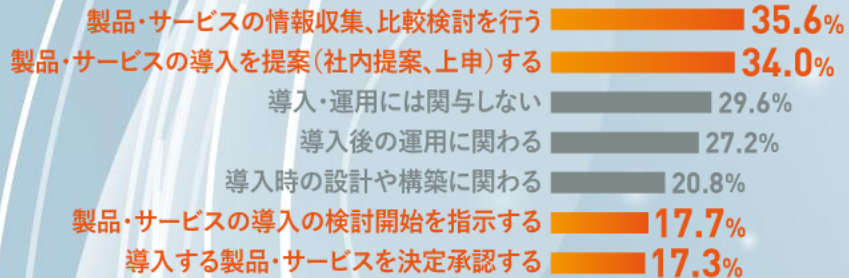 製品・サービスの情報収集、比較検討を行う 35.6%
製品・サービスの導入を提案（社内提案、上申）する 34.0%
導入・運用には関与しない 29.6%
導入後の運用に関わる 27.2%
導入時の設計や構築に関わる 20.8%
製品・サービスの導入の検討開始を指示する 17.7%
導入する製品・サービスを決定承認する 17.3%